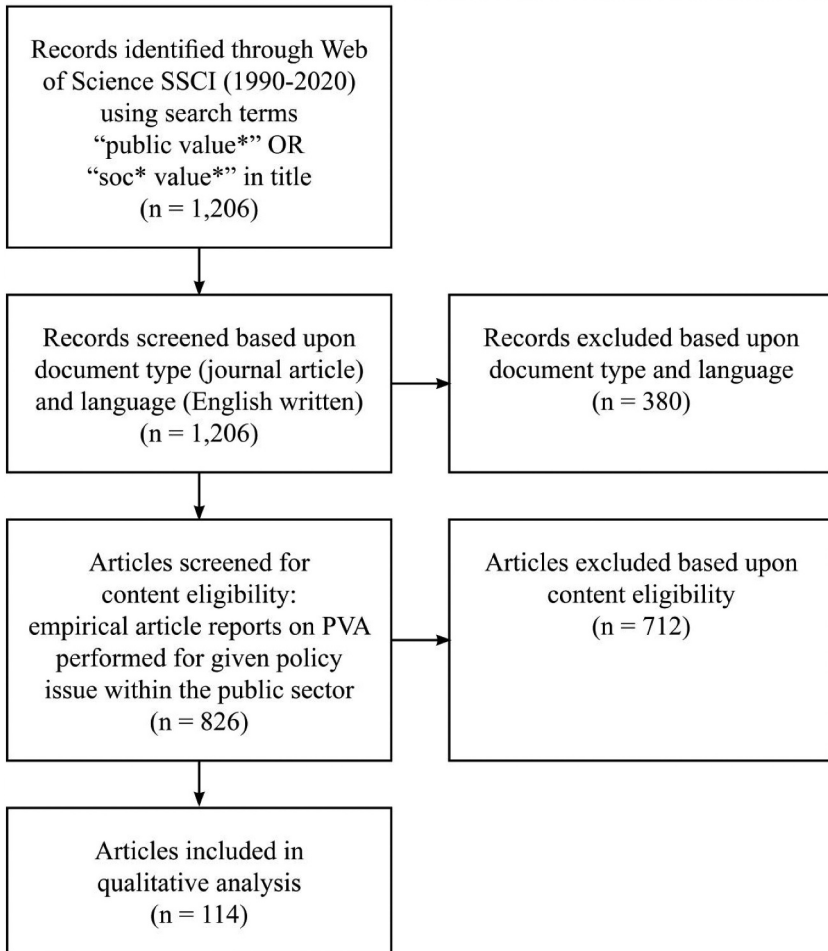 Records identified through Web
of Science SSCI (1990-2020)
using search terms
“public value*” OR
“soc* value*” in title
(n = 1,206)
Records screened based upon
document type (journal article)
and language (English written)
(n = 1,206)
Records excluded based upon
document type and language
(n = 380)
Articles screened for
content eligibility:
empirical article reports on PVA
performed for given policy
issue within the public sector
(n = 826)
Articles excluded based upon
content eligibility
(n = 712)
Articles included in
qualitative analysis
(n = 114)